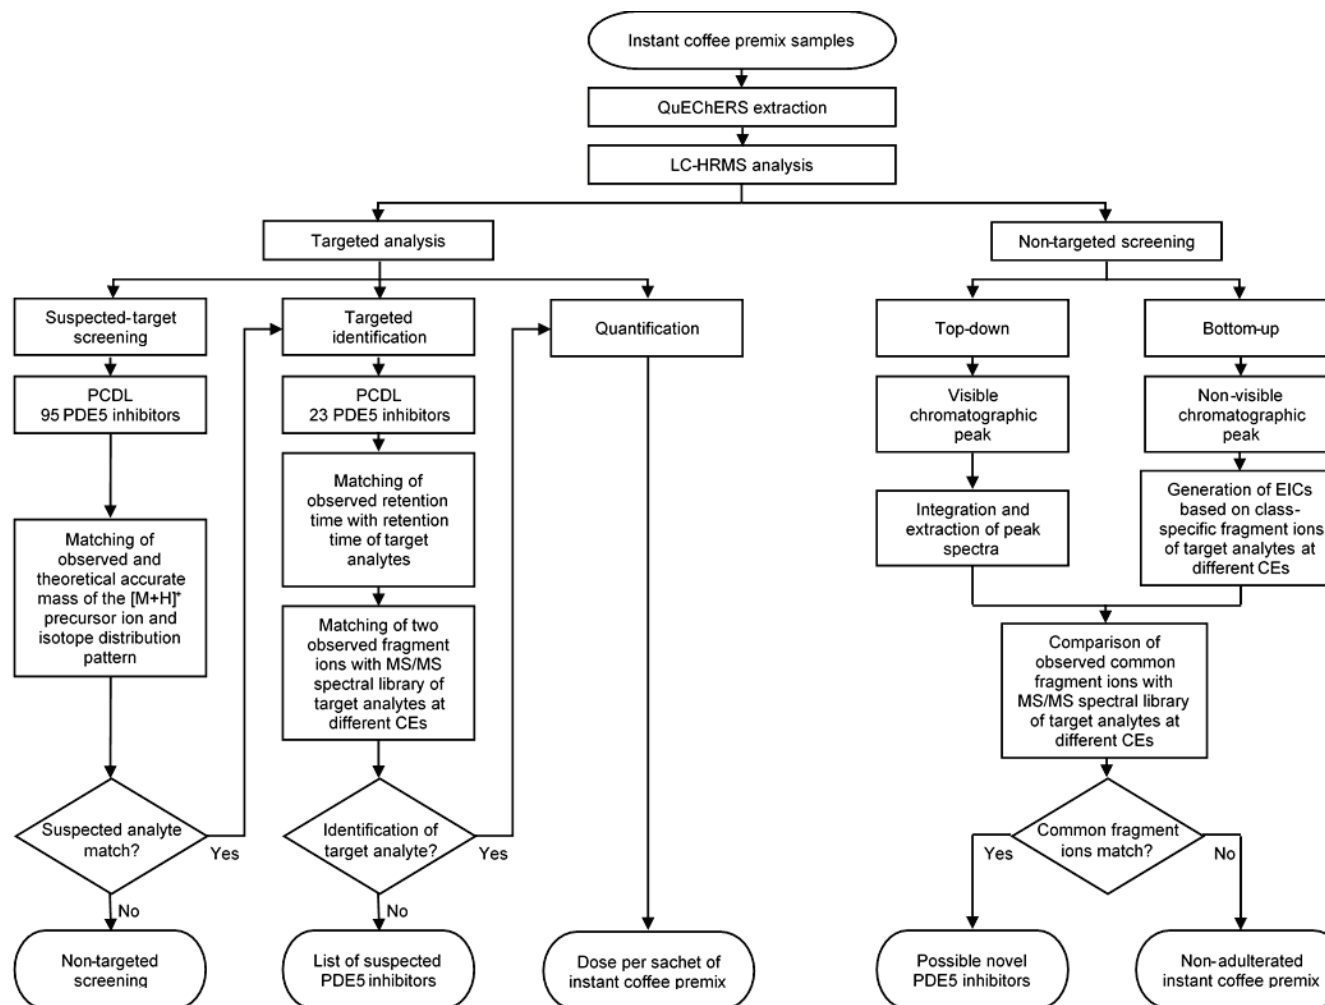 Instant coffee premix samples
QuEChERS extraction
LC-HRMS analysis
Targeted analysis
Non-targeted screening
Suspected-target
screening
Targeted
identification
Quantification
Top-down
Bottom-up
PCDL
95 PDE5 inhibitors
PCDL
23 PDE5 inhibitors
Visible
chromatographic
peak
Non-visible
chromatographic
peak
Matching of
observed and
theoretical accurate
mass of the [M+H]⁺
precursor ion and
isotope distribution
pattern
Matching of
observed retention
time with retention
time of target
analytes
Integration and
extraction of peak
spectra
Generation of EICs
based on class-
specific fragment ions
of target analytes at
different CEs
Matching of two
observed fragment
ions with MS/MS
spectral library of
target analytes at
different CEs
Comparison of
observed common
fragment ions with
MS/MS spectral library
of target analytes at
different CEs
Suspected analyte
match?
Yes
No
Identification of
target analyte?
Yes
No
Common fragment
ions match?
Yes
No
Non-targeted
screening
List of suspected
PDE5 inhibitors
Dose per sachet of
instant coffee premix
Possible novel
PDE5 inhibitors
Non-adulterated
instant coffee premix